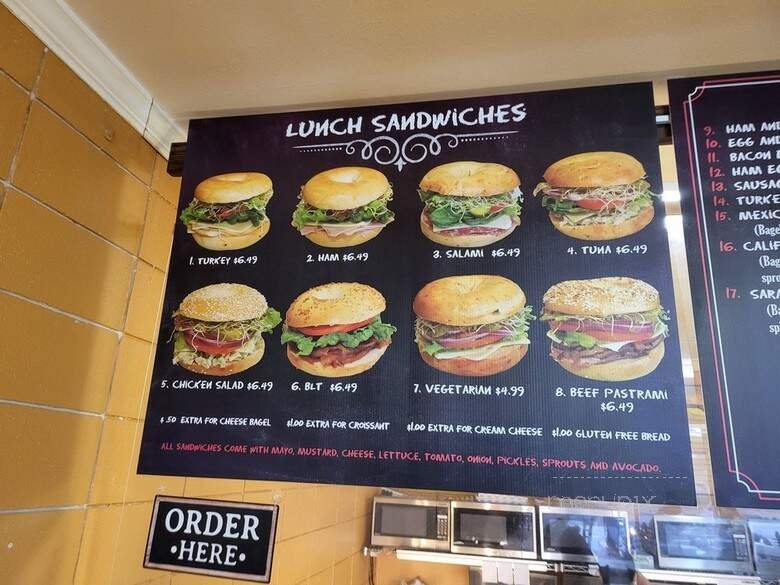 LUNCH SANDWICHES
1. TURKEY $6.49
2. HAM $6.49
3. SALAMI $6.49
4. TUNA $6.49
5. CHICKEN SALAD $6.49
6. BLT $6.49
7. VEGETARIAN $4.99
8. BEEF PASTRAMI
$6.49
$.50 EXTRA FOR CHEESE BAGEL
$1.00 EXTRA FOR CROISSANT
$1.00 EXTRA FOR CREAM CHEESE
$1.00 GLUTEN FREE BREAD
ALL SANDWICHES COME WITH MAYO, MUSTARD, CHEESE, LETTUCE, TOMATO, ONION, PICKLES, SPROUTS AND AVOCADO.
ORDER
•HERE•
9. HAM AN
10. EGG AND
11. BACON
12. HAM EG
13. SAUSA
14. TURKE
15. MEXI
(Bage
16. CALIF
(Bag
spro
17. SAR
(Ba
sp
menupix